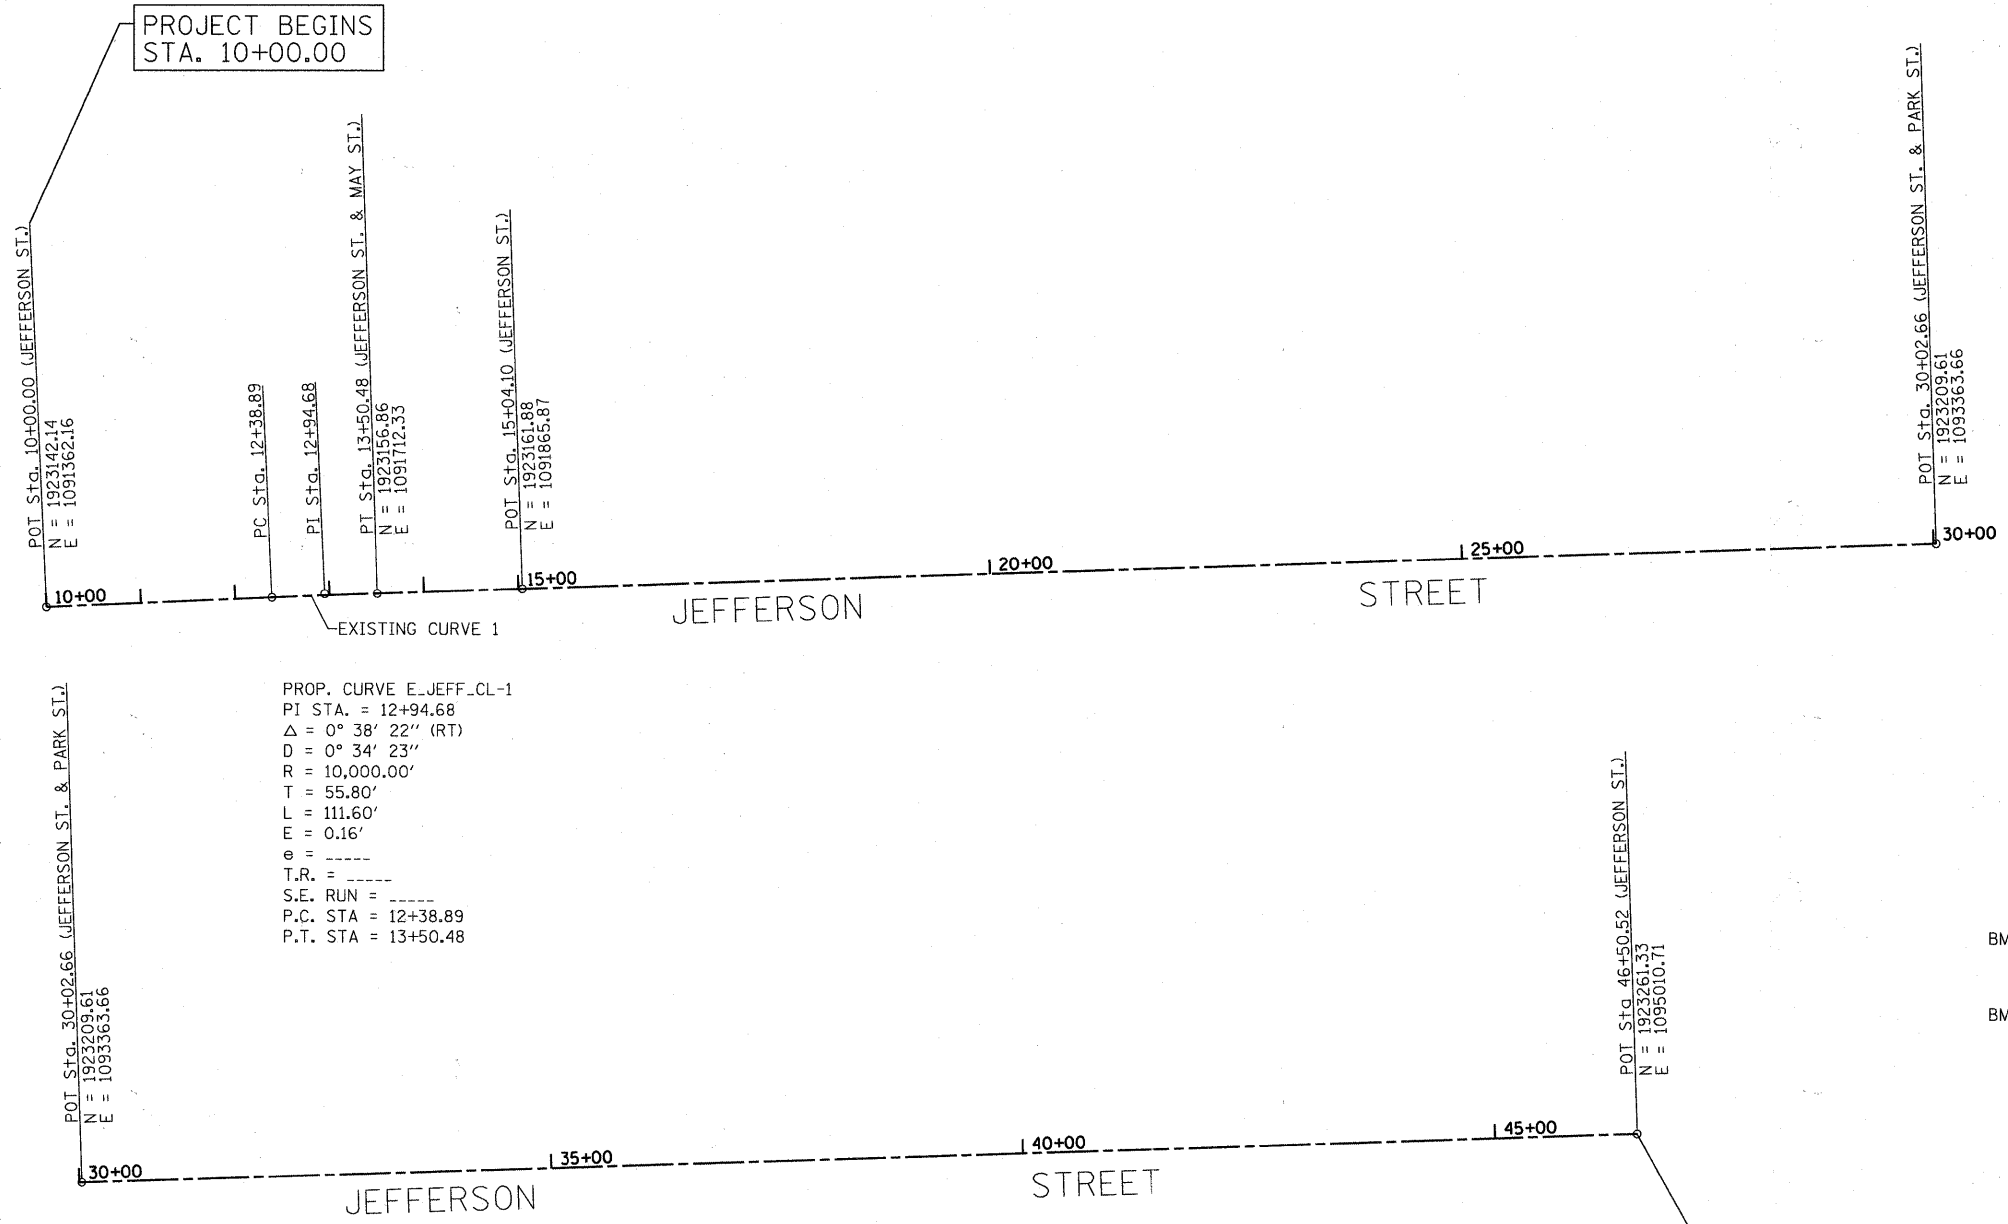 PROJECT BEGINS
STA. 10+00.00
POT Sta. 10+00.00 (JEFFERSON ST.)
N = 1923142.14
E = 1091362.16
PC Sta. 12+38.89
PI Sta. 12+94.68
PT Sta. 13+50.48 (JEFFERSON ST. & MAY ST.)
N = 1923156.86
E = 1091712.33
POT Sta. 15+04.10 (JEFFERSON ST.)
N = 1923161.88
E = 1091865.87
POT Sta. 30+02.66 (JEFFERSON ST. & PARK ST.)
N = 1923209.61
E = 1093363.66
10+00
15+00
20+00
25+00
30+00
JEFFERSON STREET
EXISTING CURVE 1
PROP. CURVE E_JEFF_CL-1
PI STA. = 12+94.68
Δ = 0° 38' 22" (RT)
D = 0° 34' 23"
R = 10,000.00'
T = 55.80'
L = 111.60'
E = 0.16'
e = _____
T.R. = _____
S.E. RUN = _____
P.C. STA = 12+38.89
P.T. STA = 13+50.48
POT Sta. 30+02.66 (JEFFERSON ST. & PARK ST.)
N = 1923209.61
E = 1093363.66
POT Sta 46+50.52 (JEFFERSON ST.)
N = 1923261.33
E = 1095010.71
BM
BM
30+00
35+00
40+00
45+00
JEFFERSON STREET